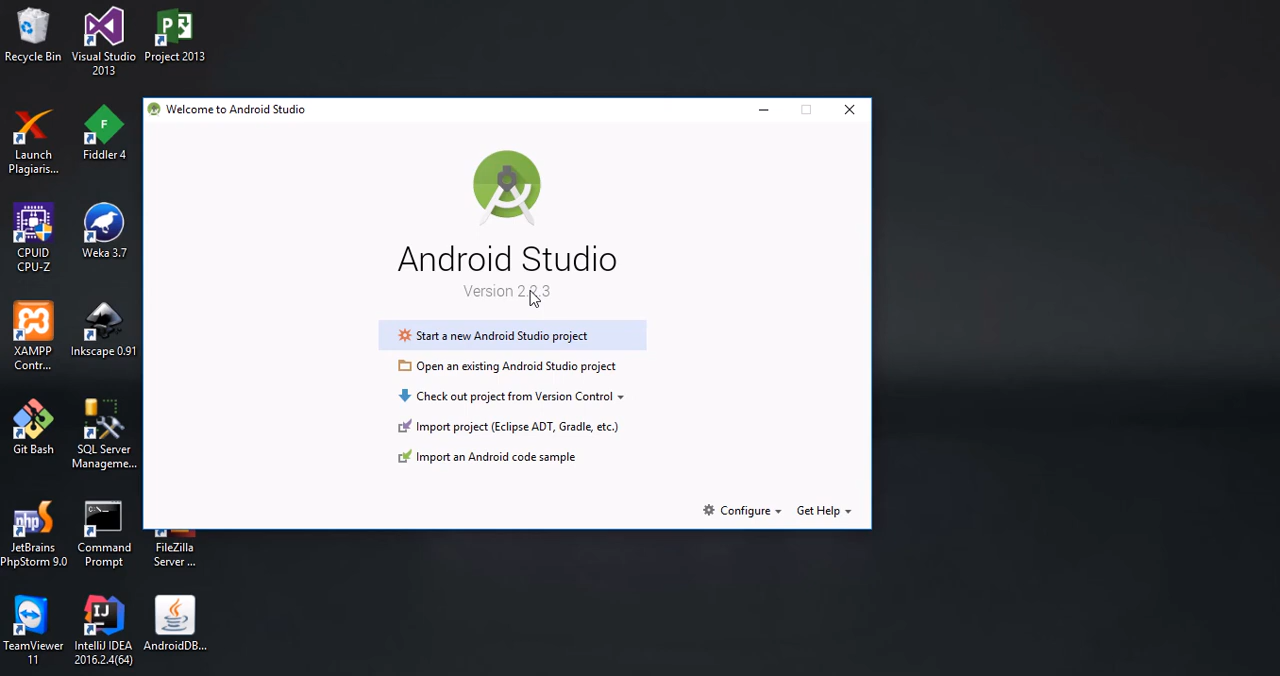 Recycle Bin
Visual Studio
2013
Project 2013
Launch
Plagiaris...
Fiddler 4
CPUID
CPU-Z
Weka 3.7
XAMPP
Contr...
Inkscape 0.91
Git Bash
SQL Server
Manageme...
JetBrains
PhpStorm 9.0
Command
Prompt
FileZilla
Server ...
TeamViewer
11
IntelliJ IDEA
2016.2.4(64)
AndroidDB...
Welcome to Android Studio
Android Studio
Version 2.2.3
Start a new Android Studio project
Open an existing Android Studio project
Check out project from Version Control
Import project (Eclipse ADT, Gradle, etc.)
Import an Android code sample
Configure
Get Help